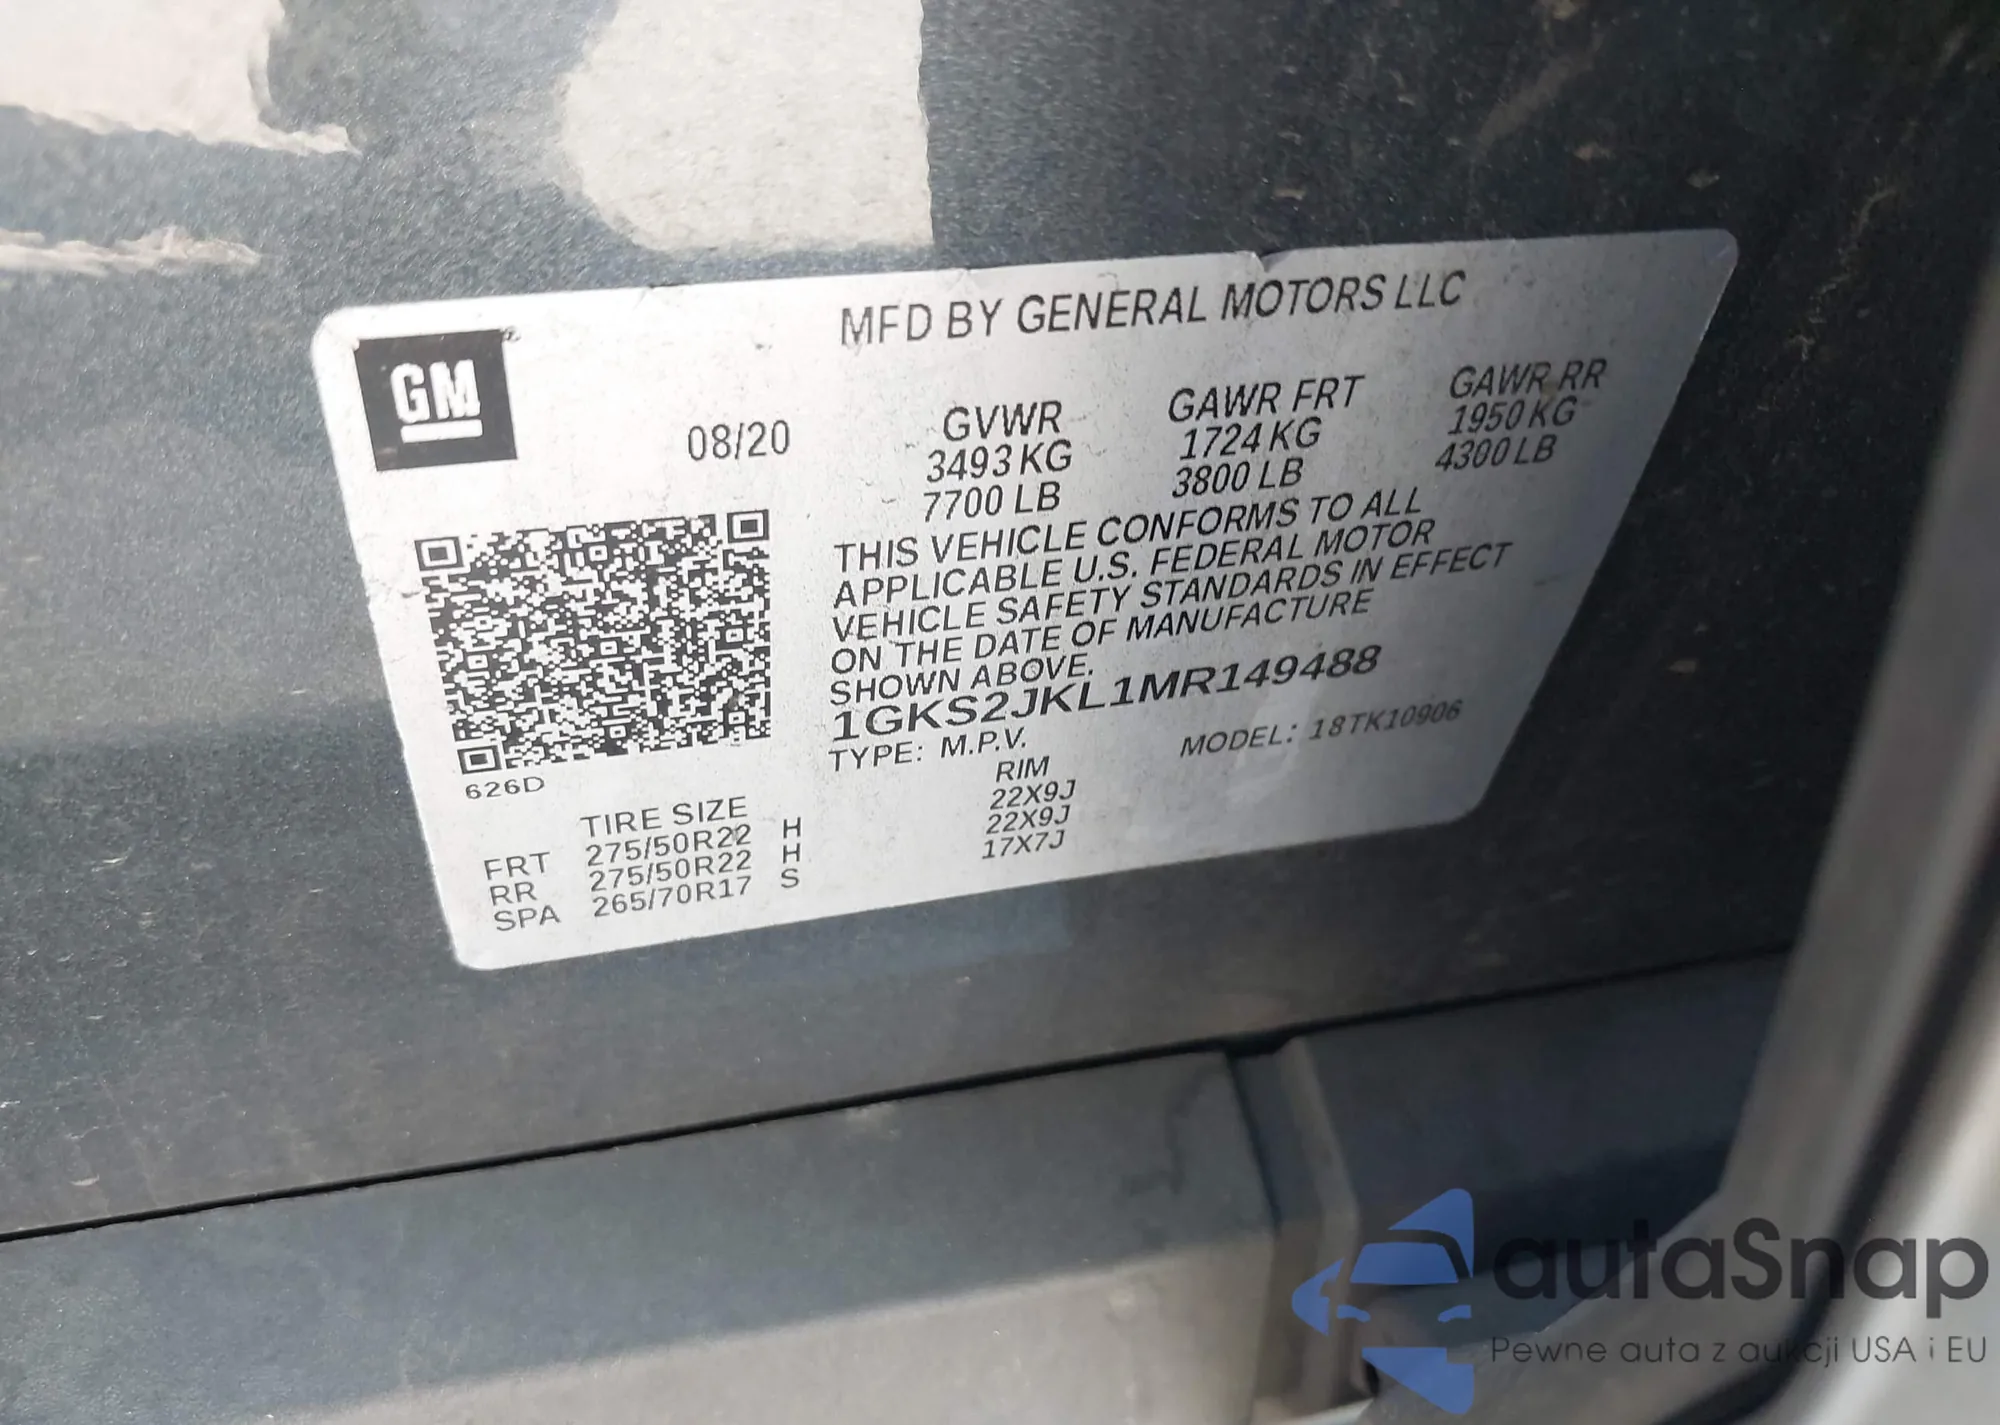 MFD BY GENERAL MOTORS LLC
GM
08/20
GVWR
3493 KG
7700 LB
GAWR FRT
1724 KG
3800 LB
GAWR RR
1950 KG
4300 LB
THIS VEHICLE CONFORMS TO ALL
APPLICABLE U.S. FEDERAL MOTOR
VEHICLE SAFETY STANDARDS IN EFFECT
ON THE DATE OF MANUFACTURE
SHOWN ABOVE.
1GKS2JKL1MR149488
TYPE: M.P.V.
MODEL: 18TK10906
626D
TIRE SIZE
RIM
FRT 275/50R22 H 22X9J
RR 275/50R22 H 22X9J
SPA 265/70R17 S 17X7J
autaSnap
Pewne auta z aukcji USA i EU